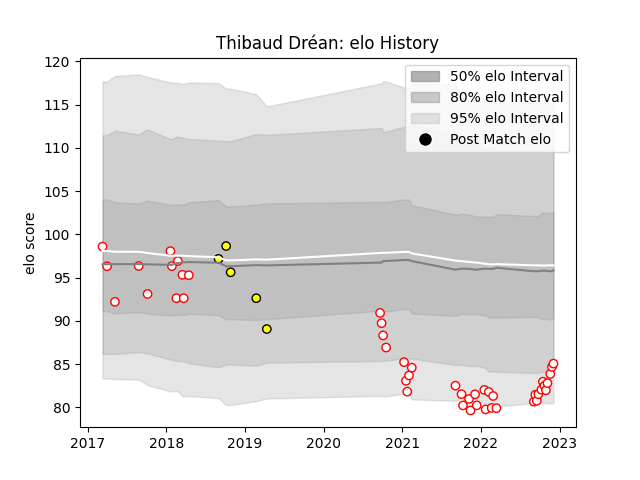 Thibaud Dréan: elo History
50% elo Interval
80% elo Interval
95% elo Interval
Post Match elo
elo score
120
115
110
105
100
95
90
85
80
2017 2018 2019 2020 2021 2022 2023